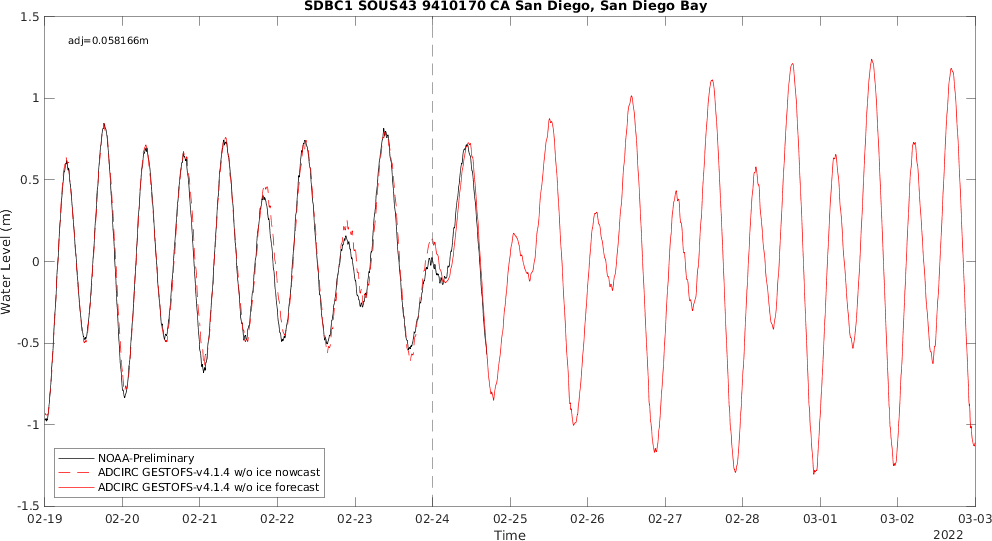 SDBC1 SOUS43 9410170 CA San Diego, San Diego Bay
adj=0.058166m
1.5
1
0.5
0
-0.5
-1
-1.5
Water Level (m)
NOAA-Preliminary
ADCIRC GESTOFS-v4.1.4 w/o ice nowcast
ADCIRC GESTOFS-v4.1.4 w/o ice forecast
02-19 02-20 02-21 02-22 02-23 02-24 02-25 02-26 02-27 02-28 03-01 03-02 03-03
Time
2022